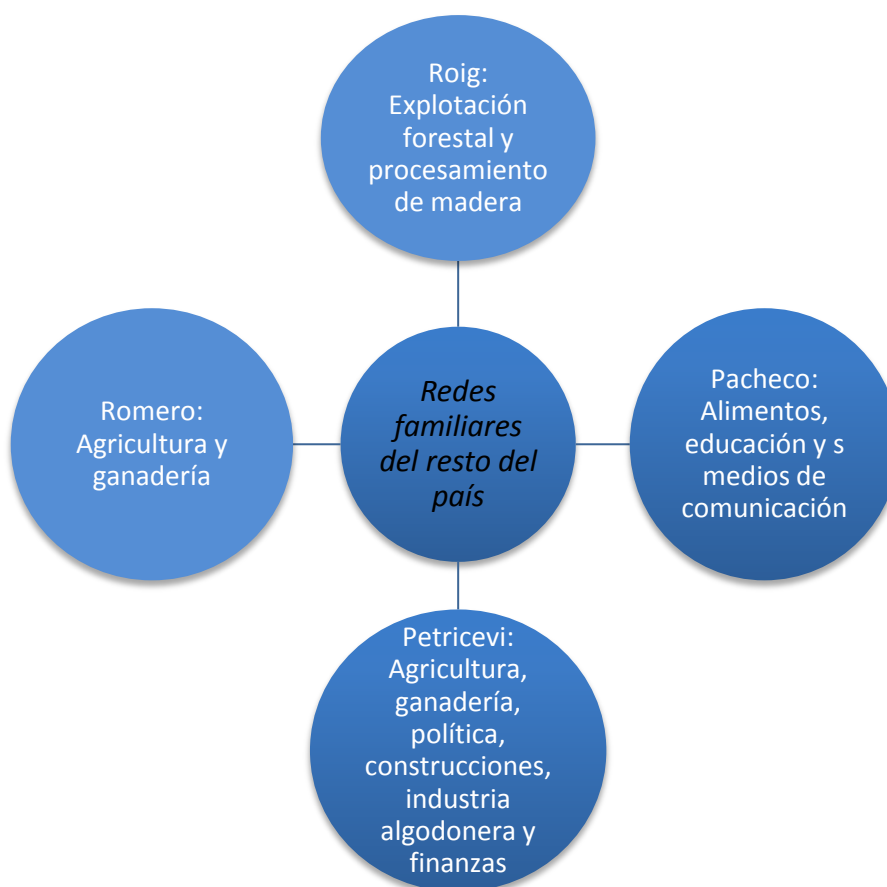 Roig:
Explotación
forestal y
procesamiento
de madera
Romero:
Agricultura y
ganadería
Redes
familiares
del resto del
país
Pacheco:
Alimentos,
educación y s
medios de
comunicación
Petricevi:
Agricultura,
ganadería,
política,
construcciones,
industria
algodonera y
finanzas